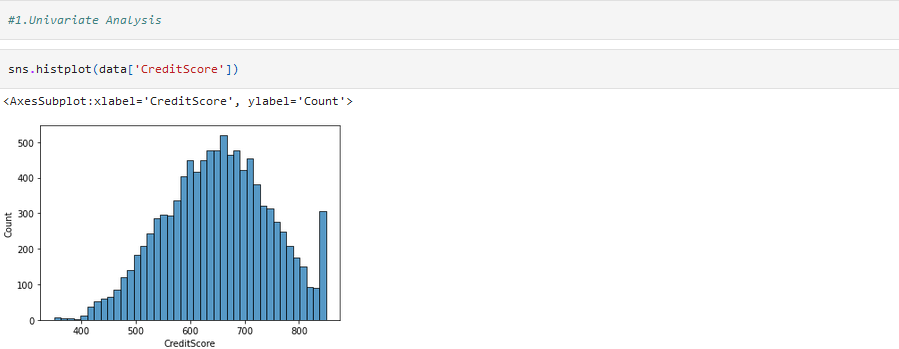 #1.Univariate Analysis
sns.histplot(data['CreditScore'])
<AxesSubplot:xlabel='CreditScore', ylabel='Count'>
500
400
300
200
100
0
Count
400 500 600 700 800
CreditScore